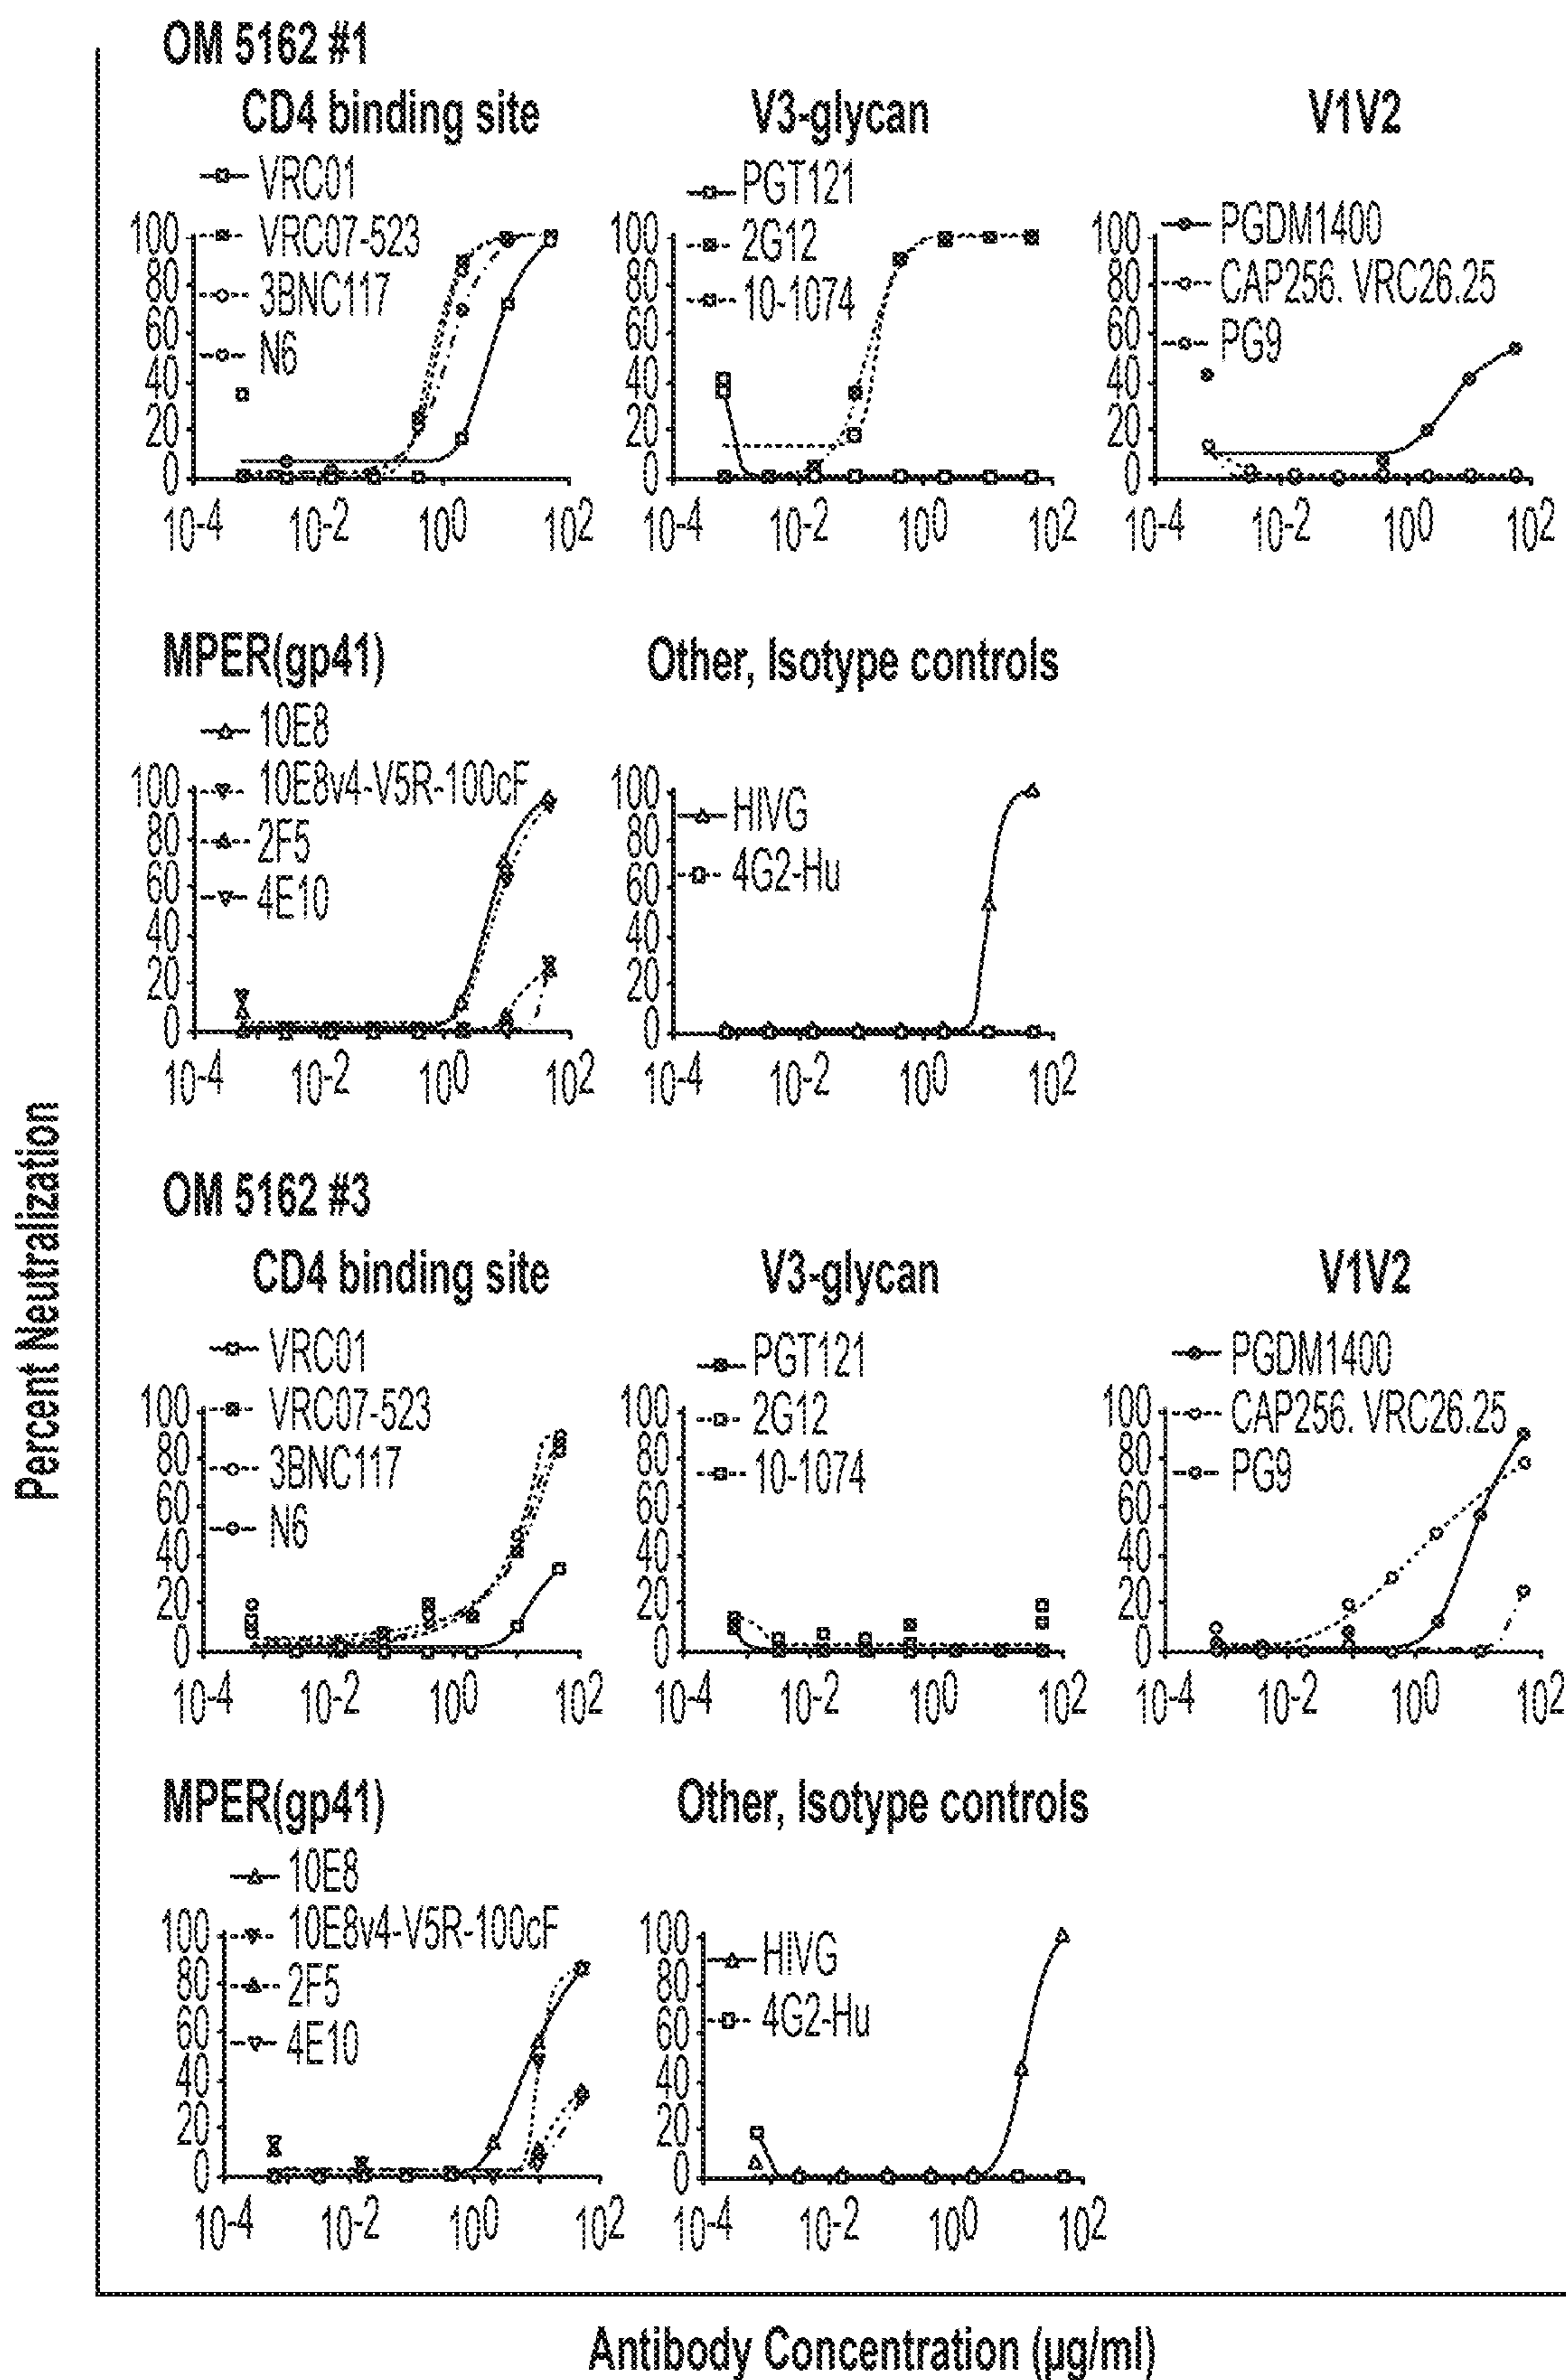 OM 5162 #1
CD4 binding site
VRC01
VRC07-523
3BNC117
N6
100
80
60
40
20
0
10-4
10-2
100
102
V3-glycan
PGT121
2G12
10-1074
100
80
60
40
20
0
10-4
10-2
100
102
V1V2
PGDM1400
CAP256. VRC26.25
PG9
100
80
60
40
20
0
10-4
10-2
100
102
MPER(gp41)
10E8
10E8v4-V5R-100cF
2F5
4E10
100
80
60
40
20
0
10-4
10-2
100
102
Other, Isotype controls
HIVG
4G2-Hu
100
80
60
40
20
0
10-4
10-2
100
102
Percent Neutralization
OM 5162 #3
CD4 binding site
VRC01
VRC07-523
3BNC117
N6
100
80
60
40
20
0
10-4
10-2
100
102
V3-glycan
PGT121
2G12
10-1074
100
80
60
40
20
0
10-4
10-2
100
102
V1V2
PGDM1400
CAP256. VRC26.25
PG9
100
80
60
40
20
0
10-4
10-2
100
102
MPER(gp41)
10E8
10E8v4-V5R-100cF
2F5
4E10
100
80
60
40
20
0
10-4
10-2
100
102
Other, Isotype controls
HIVG
4G2-Hu
100
80
60
40
20
0
10-4
10-2
100
102
Antibody Concentration (µg/ml)